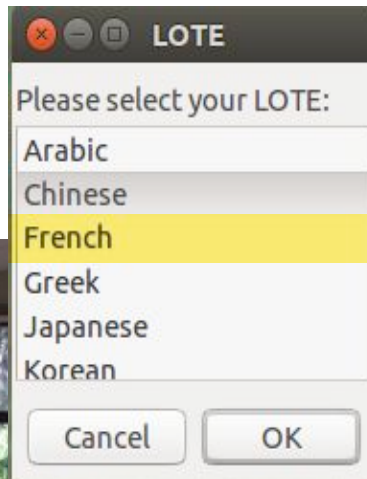 LOTE
Please select your LOTE:
Arabic
Chinese
French
Greek
Japanese
Korean
Cancel
OK